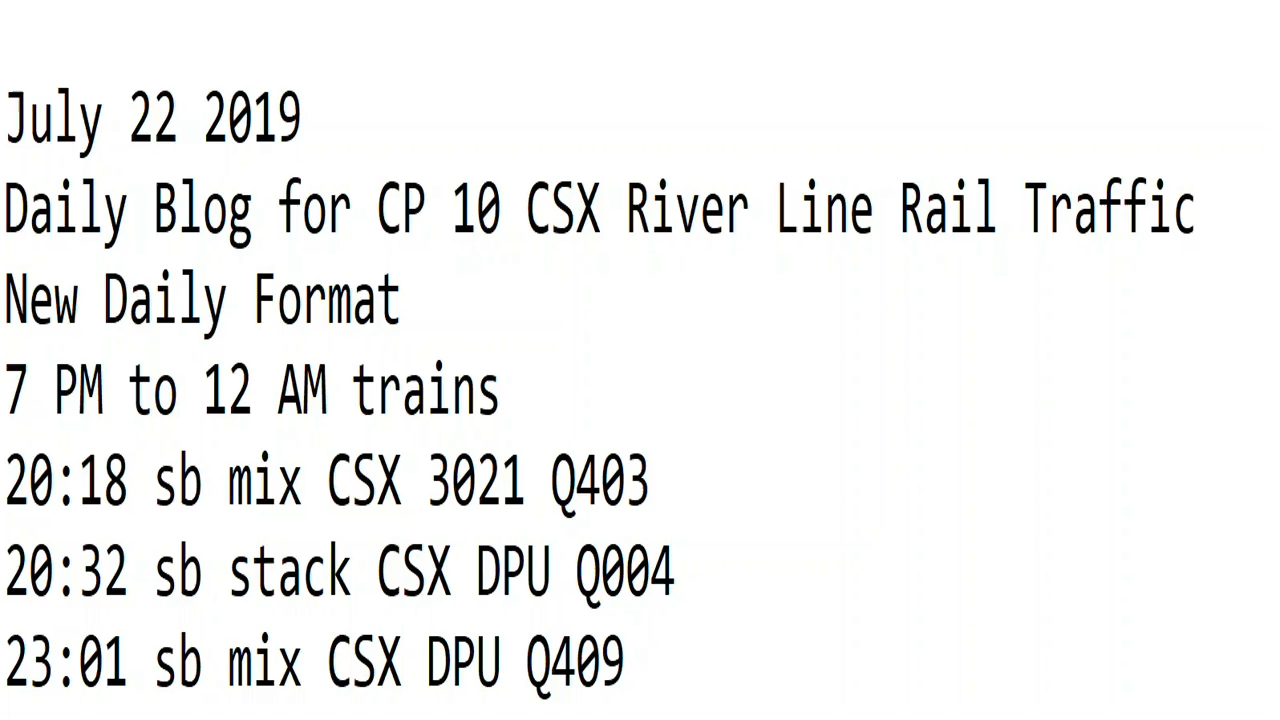 July 22 2019
Daily Blog for CP 10 CSX River Line Rail Traffic
New Daily Format
7 PM to 12 AM trains
20:18 sb mix CSX 3021 Q403
20:32 sb stack CSX DPU Q004
23:01 sb mix CSX DPU Q409